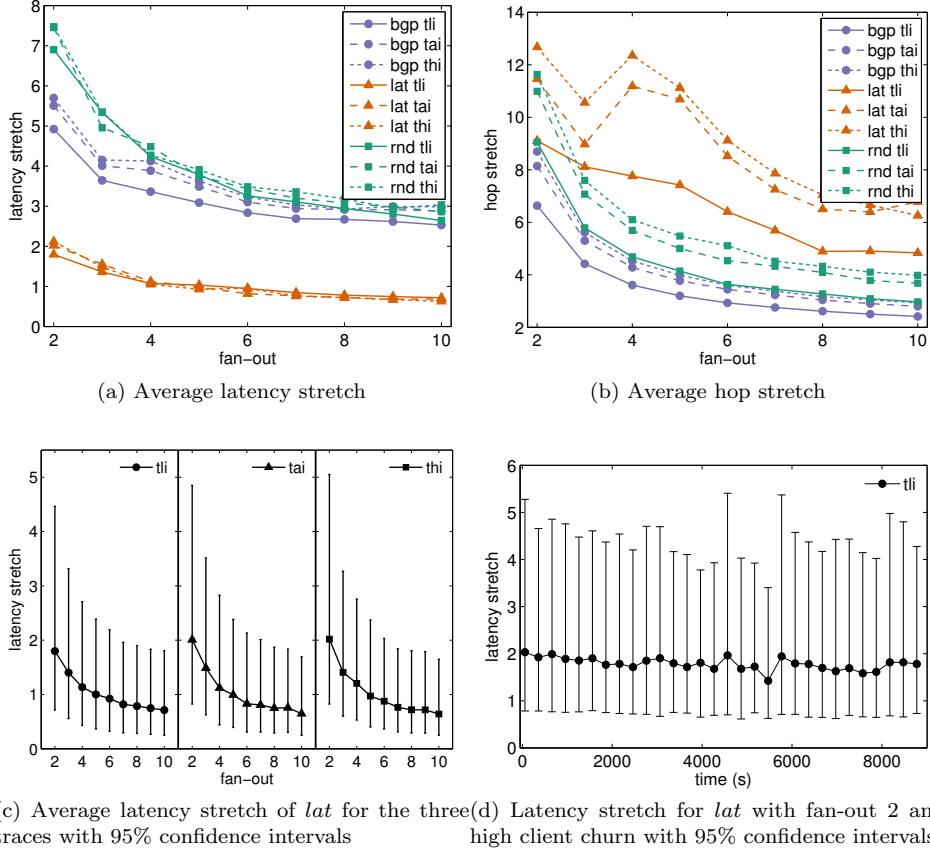 8
7
6
5
4
3
2
1
0
latency stretch
2 4 6 8 10
fan-out
bgp tli
bgp tai
bgp thi
lat tli
lat tai
lat thi
rnd tli
rnd tai
rnd thi
(a) Average latency stretch
14
12
10
8
6
4
2
hop stretch
2 4 6 8 10
fan-out
bgp tli
bgp tai
bgp thi
lat tli
lat tai
lat thi
rnd tli
rnd tai
rnd thi
(b) Average hop stretch
5
4
3
2
1
0
latency stretch
tli
tai
thi
2 4 6 8 10 2 4 6 8 10 2 4 6 8 10
fan-out
(c) Average latency stretch of lat for the three
traces with 95% confidence intervals
6
5
4
3
2
1
0
latency stretch
tli
0 2000 4000 6000 8000
time (s)
(d) Latency stretch for lat with fan-out 2 an
high client churn with 95% confidence intervals